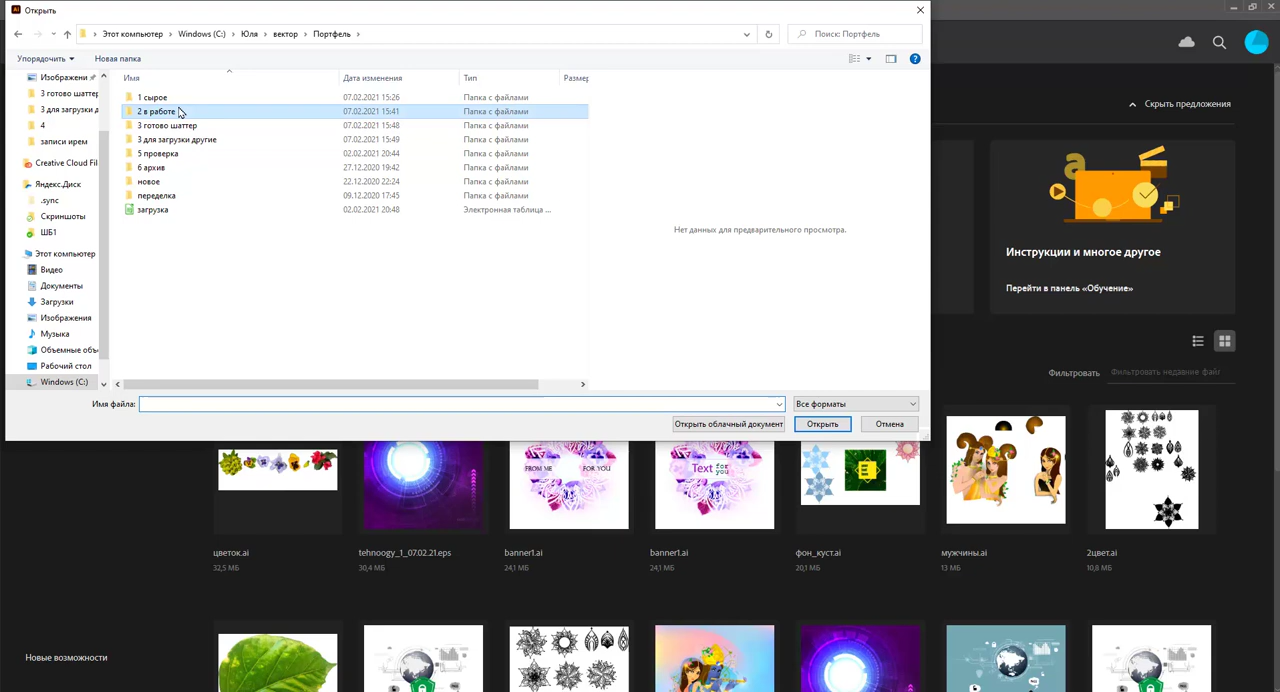 Ai Открыть
Этот компьютер > Windows (C:) > Юля > вектор > Портфель >
Поиск: Портфель
Упорядочить
Новая папка
Имя
Дата изменения
Тип
Размер
Изображени
3 готово шаттер
3 для загрузки д
4
записи ирем
Creative Cloud Fil
Яндекс.Диск
.sync
Скриншоты
ШБ1
Этот компьютер
Видео
Документы
Загрузки
Изображения
Музыка
Объемные объ
Рабочий стол
Windows (C:)
1 сырое 07.02.2021 15:26 Папка с файлами
2 в работе 07.02.2021 15:41 Папка с файлами
3 готово шаттер 07.02.2021 15:48 Папка с файлами
3 для загрузки другие 07.02.2021 15:49 Папка с файлами
5 проверка 02.02.2021 20:44 Папка с файлами
6 архив 27.12.2020 19:42 Папка с файлами
новое 22.12.2020 22:24 Папка с файлами
переделка 09.12.2020 17:45 Папка с файлами
загрузка 02.02.2021 20:48 Электронная таблица ...
Нет данных для предварительного просмотра.
Имя файла:
Все форматы
Открыть облачный документ
Открыть
Отмена
Скрыть предложения
Инструкции и многое другое
Перейти в панель «Обучение»
Фильтровать
Фильтровать недавние файл
FROM ME
FOR YOU
Text for
you
цветок.ai
32,5 МБ
tehnoogy_1_07.02.21.eps
30,4 МБ
banner1.ai
24,1 МБ
banner1.ai
24,1 МБ
фон_куст.ai
20,1 МБ
мужчины.ai
13 МБ
2цвет.ai
10,8 МБ
Новые возможности